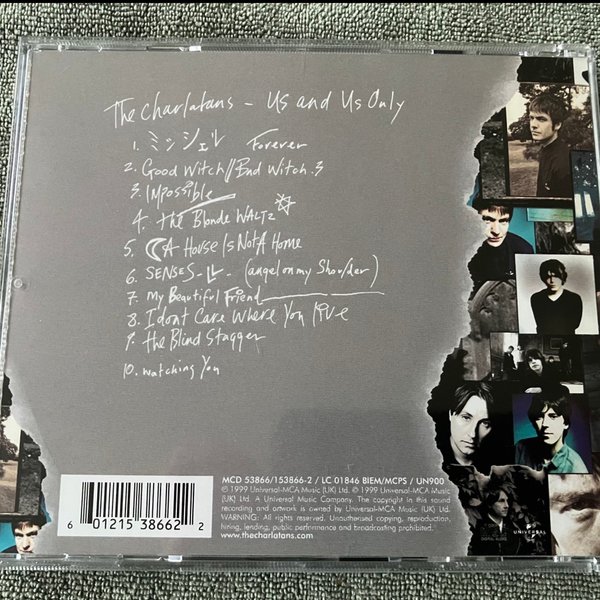 The Charlatans - Us and Us Only
1. ミッシェル Forever
2. Good Witch//Bad Witch .3
3. Impossible
4. The Blonde WALTZ
5. A House Is Not A Home
6. SENSES - レ - (angel on my Shoulder)
7. My Beautiful Friend
8. I dont Care Where You live
9. the Blind Stagger
10. watching You
MCD 53866/153866-2 / LC 01846 BIEM/MCPS / UN900
℗ 1999 Universal-MCA Music (UK) Ltd. © 1999 Universal-MCA Music
(UK) Ltd. A Universal Music Company. The copyright in this sound
recording and artwork is owned by Universal-MCA Music (UK) Ltd.
WARNING: All rights reserved. Unauthorised copying, reproduction,
hiring, lending, public performance and broadcasting prohibited.
www.thecharlatans.com
6 01215 38662 2
UNIVERSAL